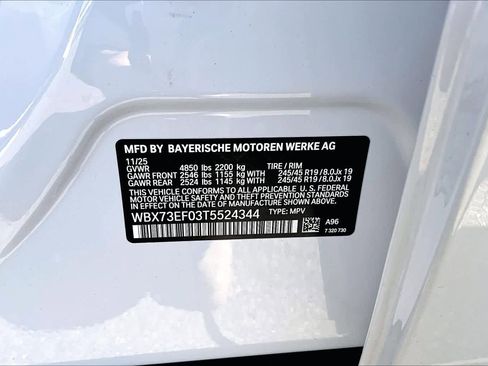 MFD BY BAYERISCHE MOTOREN WERKE AG
11/25
GVWR 4850 lbs 2200 kg TIRE / RIM
GAWR FRONT 2546 lbs 1155 kg WITH 245/45 R19 / 8.0Jx 19
GAWR REAR 2524 lbs 1145 kg WITH 245/45 R19 / 8.0Jx 19
THIS VEHICLE CONFORMS TO ALL APPLICABLE U.S. FEDERAL
MOTOR VEHICLE SAFETY AND THEFT PREVENTION STANDARDS
IN EFFECT ON THE DATE OF MANUFACTURE SHOWN ABOVE.
WBX73EF03T5524344 TYPE: MPV
A96
7 320 730